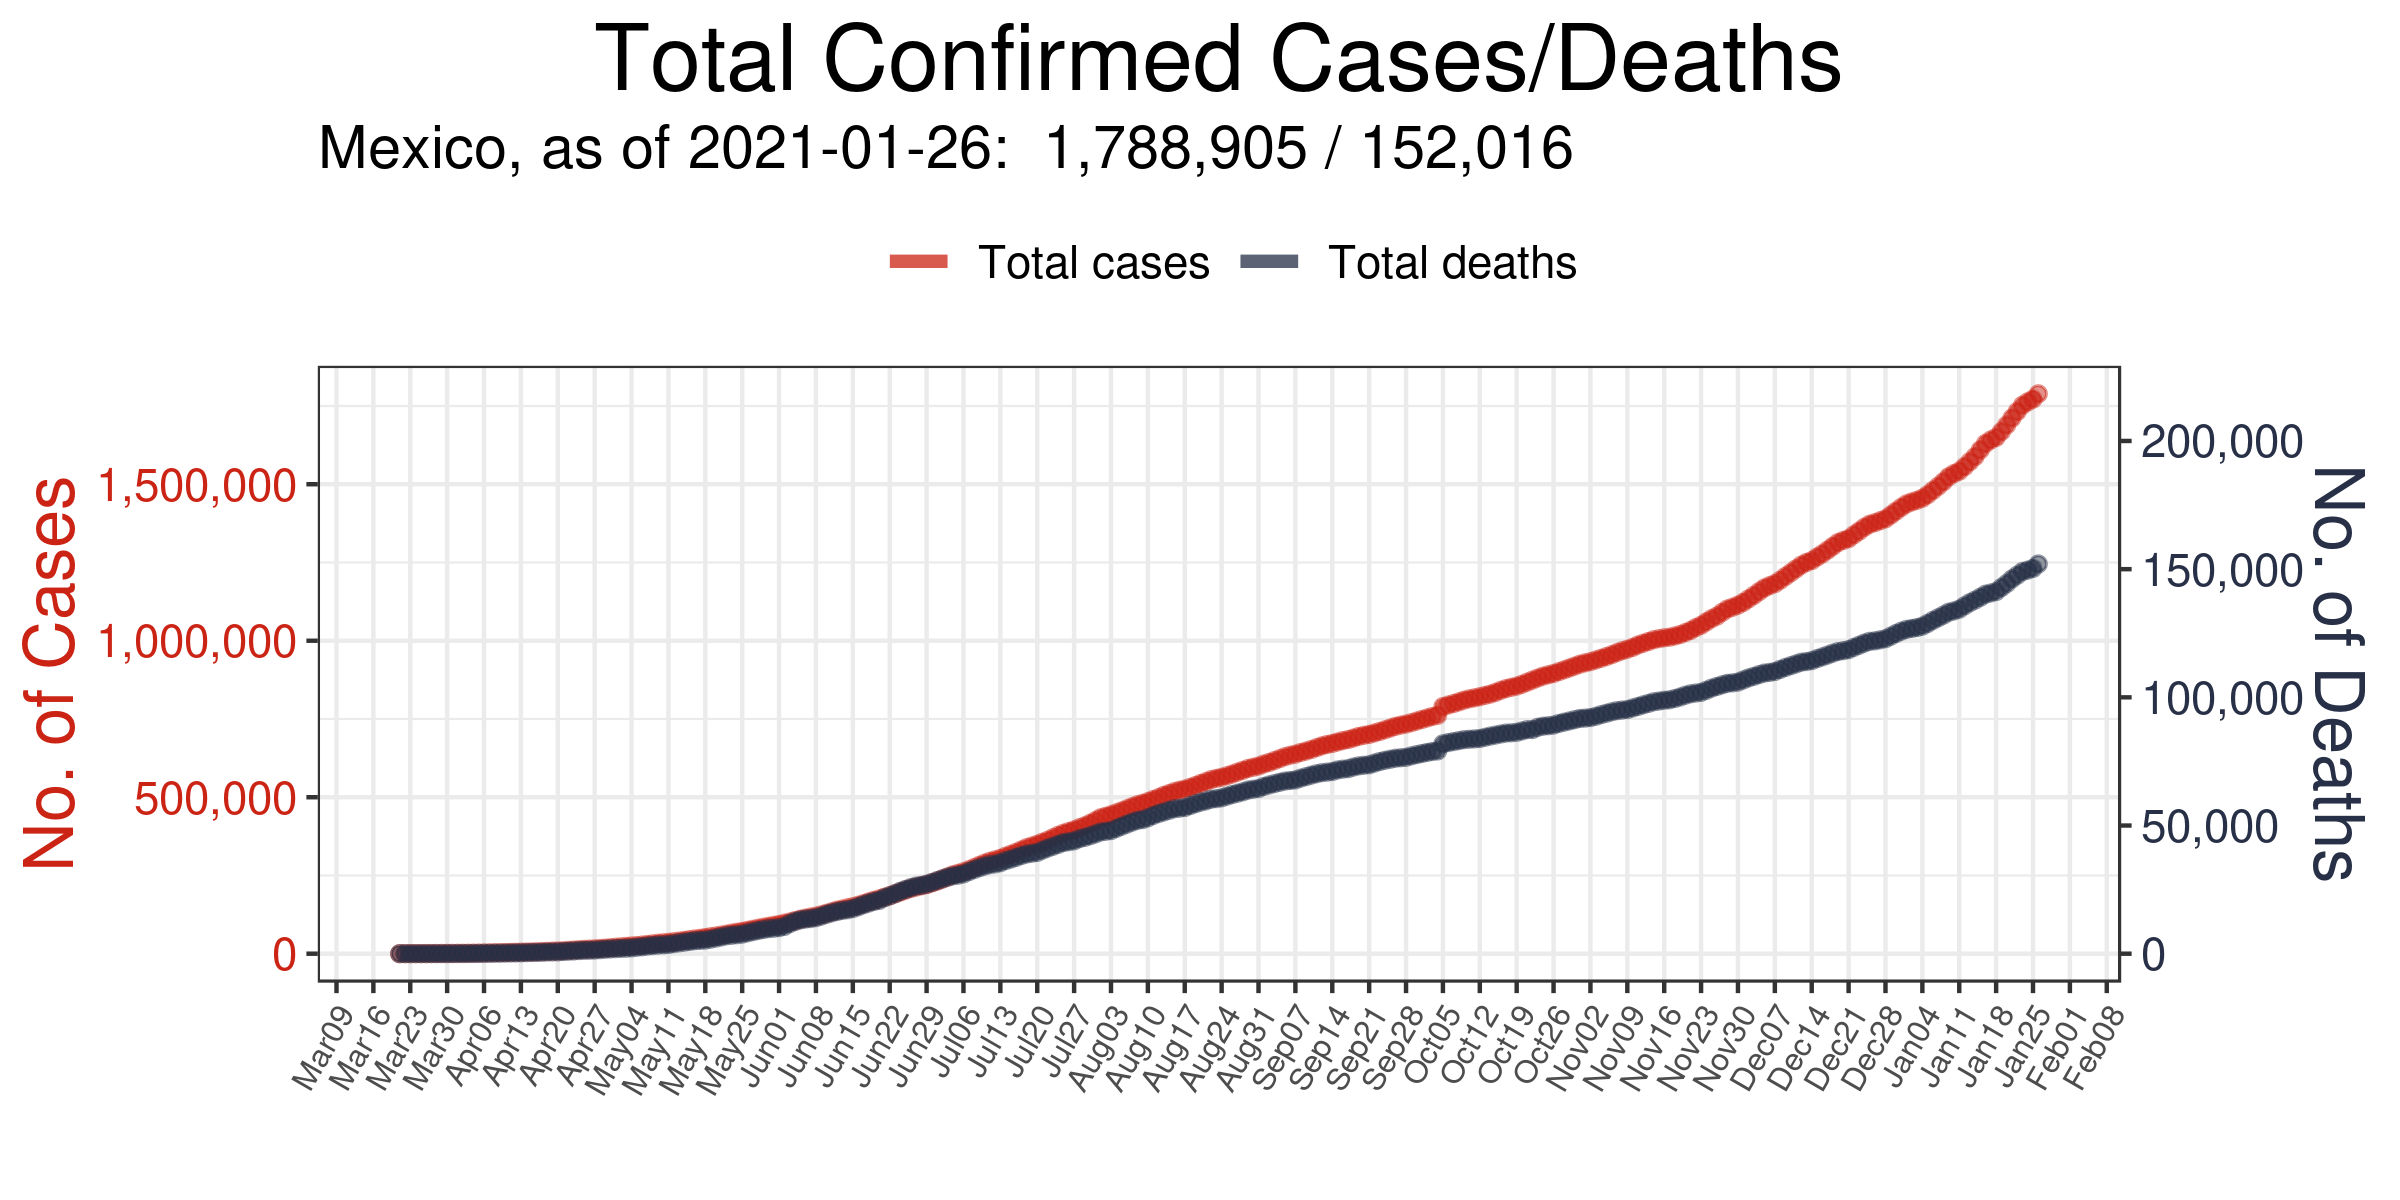 Total Confirmed Cases/Deaths
Mexico, as of 2021-01-26: 1,788,905 / 152,016
Total cases
Total deaths
No. of Cases
1,500,000
1,000,000
500,000
0
200,000
150,000
100,000
50,000
0
No. of Deaths
Mar09
Mar16
Mar23
Mar30
Apr06
Apr13
Apr20
Apr27
May04
May11
May18
May25
Jun01
Jun08
Jun15
Jun22
Jun29
Jul06
Jul13
Jul20
Jul27
Aug03
Aug10
Aug17
Aug24
Aug31
Sep07
Sep14
Sep21
Sep28
Oct05
Oct12
Oct19
Oct26
Nov02
Nov09
Nov16
Nov23
Nov30
Dec07
Dec14
Dec21
Dec28
Jan04
Jan11
Jan18
Jan25
Feb01
Feb08